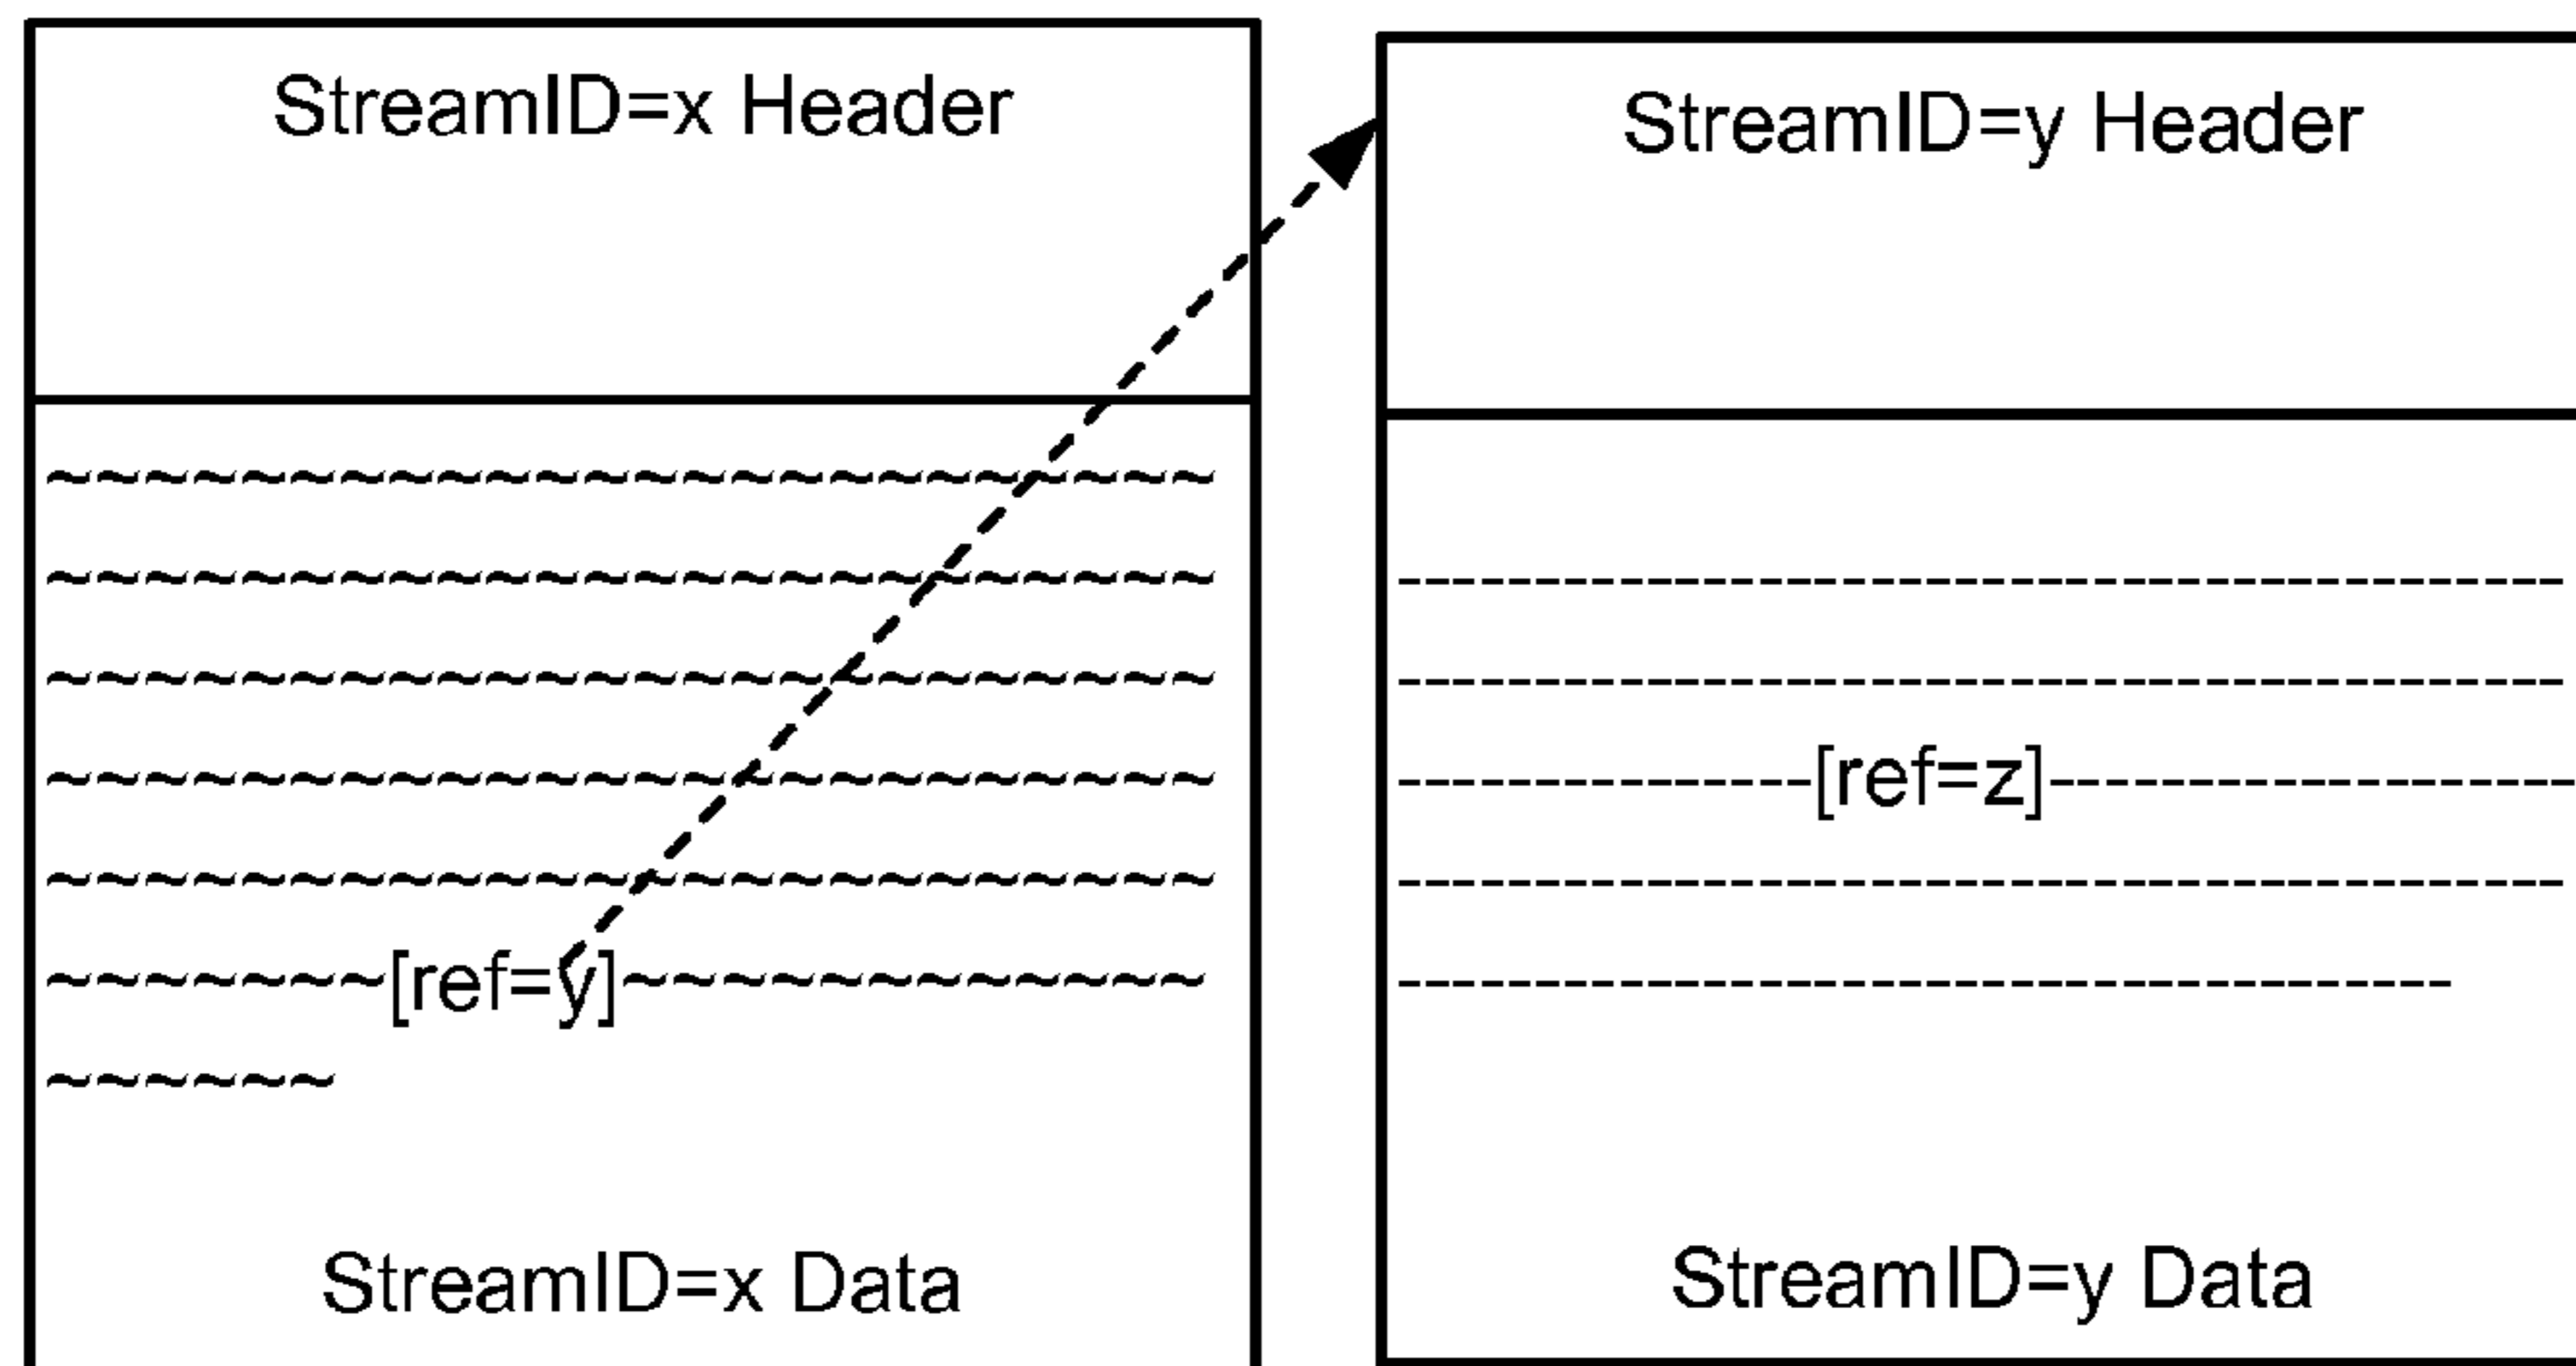 StreamID=x Header
~~~~~~~~~~~~~~~~~~~~~~~~
~~~~~~~~~~~~~~~~~~~~~~~~
~~~~~~~~~~~~~~~~~~~~~~~~
~~~~~~~~~~~~~~~~~~~~~~~~
~~~~~~~~~~~~~~~~~~~~~~~~
~~~~~~~[ref=y]~~~~~~~~~~~~
~~~~~~
StreamID=x Data
StreamID=y Header
------------------------------------------
------------------------------------------
---------------[ref=z]-------------------
------------------------------------------
--------------------------------------
StreamID=y Data